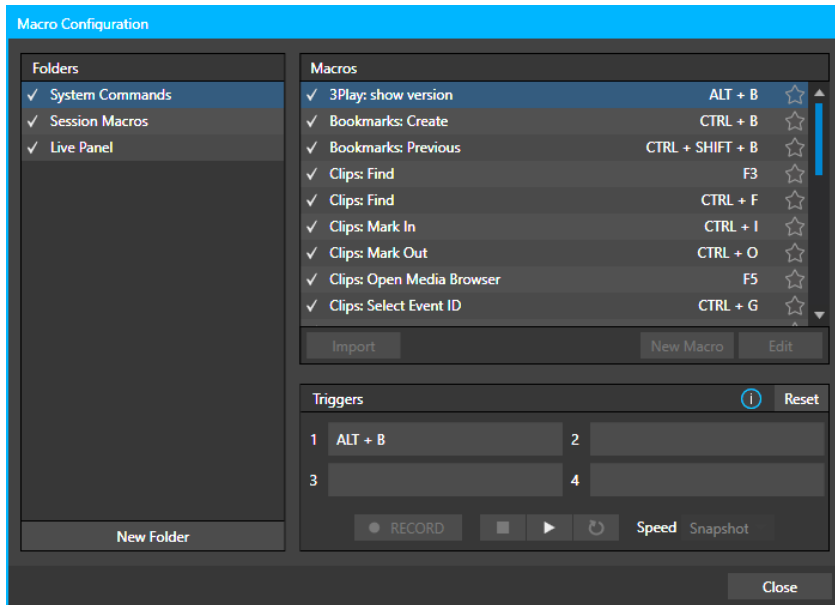 Macro Configuration
Folders
System Commands
Session Macros
Live Panel
New Folder
Macros
3Play: show version ALT + B
Bookmarks: Create CTRL + B
Bookmarks: Previous CTRL + SHIFT + B
Clips: Find F3
Clips: Find CTRL + F
Clips: Mark In CTRL + I
Clips: Mark Out CTRL + O
Clips: Open Media Browser F5
Clips: Select Event ID CTRL + G
Import New Macro Edit
Triggers i Reset
1 ALT + B 2
3 4
RECORD Speed Snapshot
Close